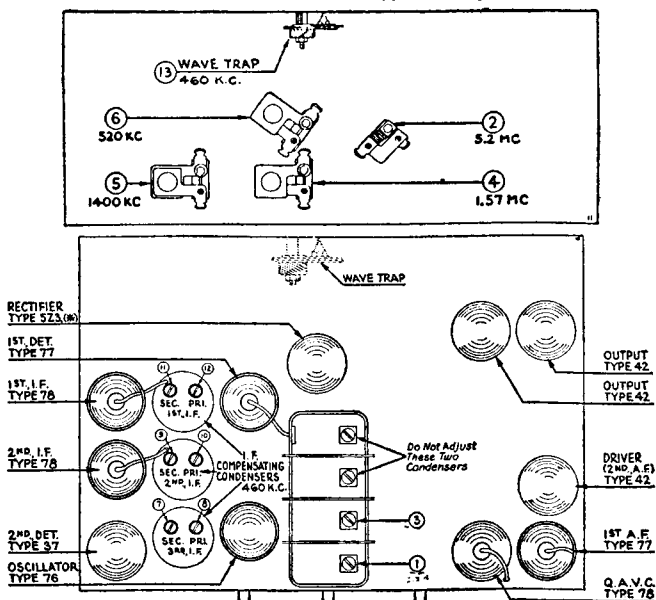 13 WAVE TRAP
460 K.C.
6
520 KC
2
5.2 MC
5
1400 KC
4
1.57 MC
11
WAVE TRAP
RECTIFIER
TYPE 5Z3,(*)
1ST. DET.
TYPE 77
1ST. I.F.
TYPE 78
2ND. I.F.
TYPE 78
2ND. DET.
TYPE 37
OSCILLATOR
TYPE 76
11 12
SEC. PRI.
1ST. I.F.
9 10
SEC. PRI.
2ND. I.F.
7 8
SEC. PRI.
3RD. I.F.
I.F.
COMPENSATING
CONDENSERS
460 K.C.
Do Not Adjust
These Two
Condensers
3
1
OUTPUT
TYPE 42
OUTPUT
TYPE 42
DRIVER
(2ND. A.F.)
TYPE 42
1ST A.F.
TYPE 77
Q.A.V.C.
TYPE 78